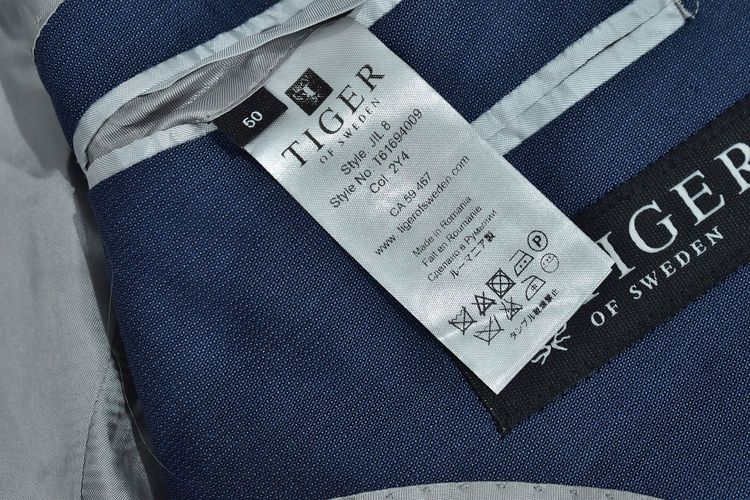 50
TIGER
OF SWEDEN
Style JIL 8
Style No. T61694009
Col. 2Y4
CA 59 467
www. tigerofsweden.com
Made in Romania
Fait en Roumanie
Сделано в Румынии
ルーマニア製
P
タンブル乾燥禁止
TIGER
OF SWEDEN